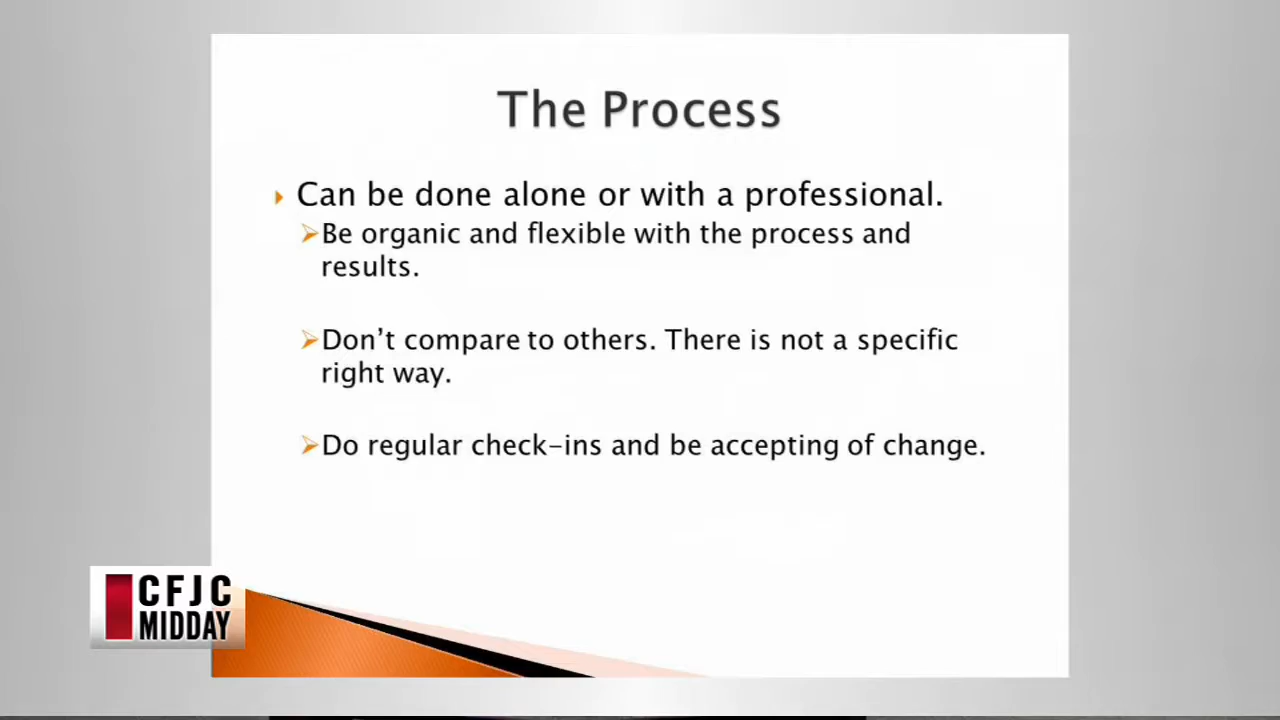 The Process
Can be done alone or with a professional.
Be organic and flexible with the process and
results.
Don’t compare to others. There is not a specific
right way.
Do regular check-ins and be accepting of change.
CFJC
MIDDAY